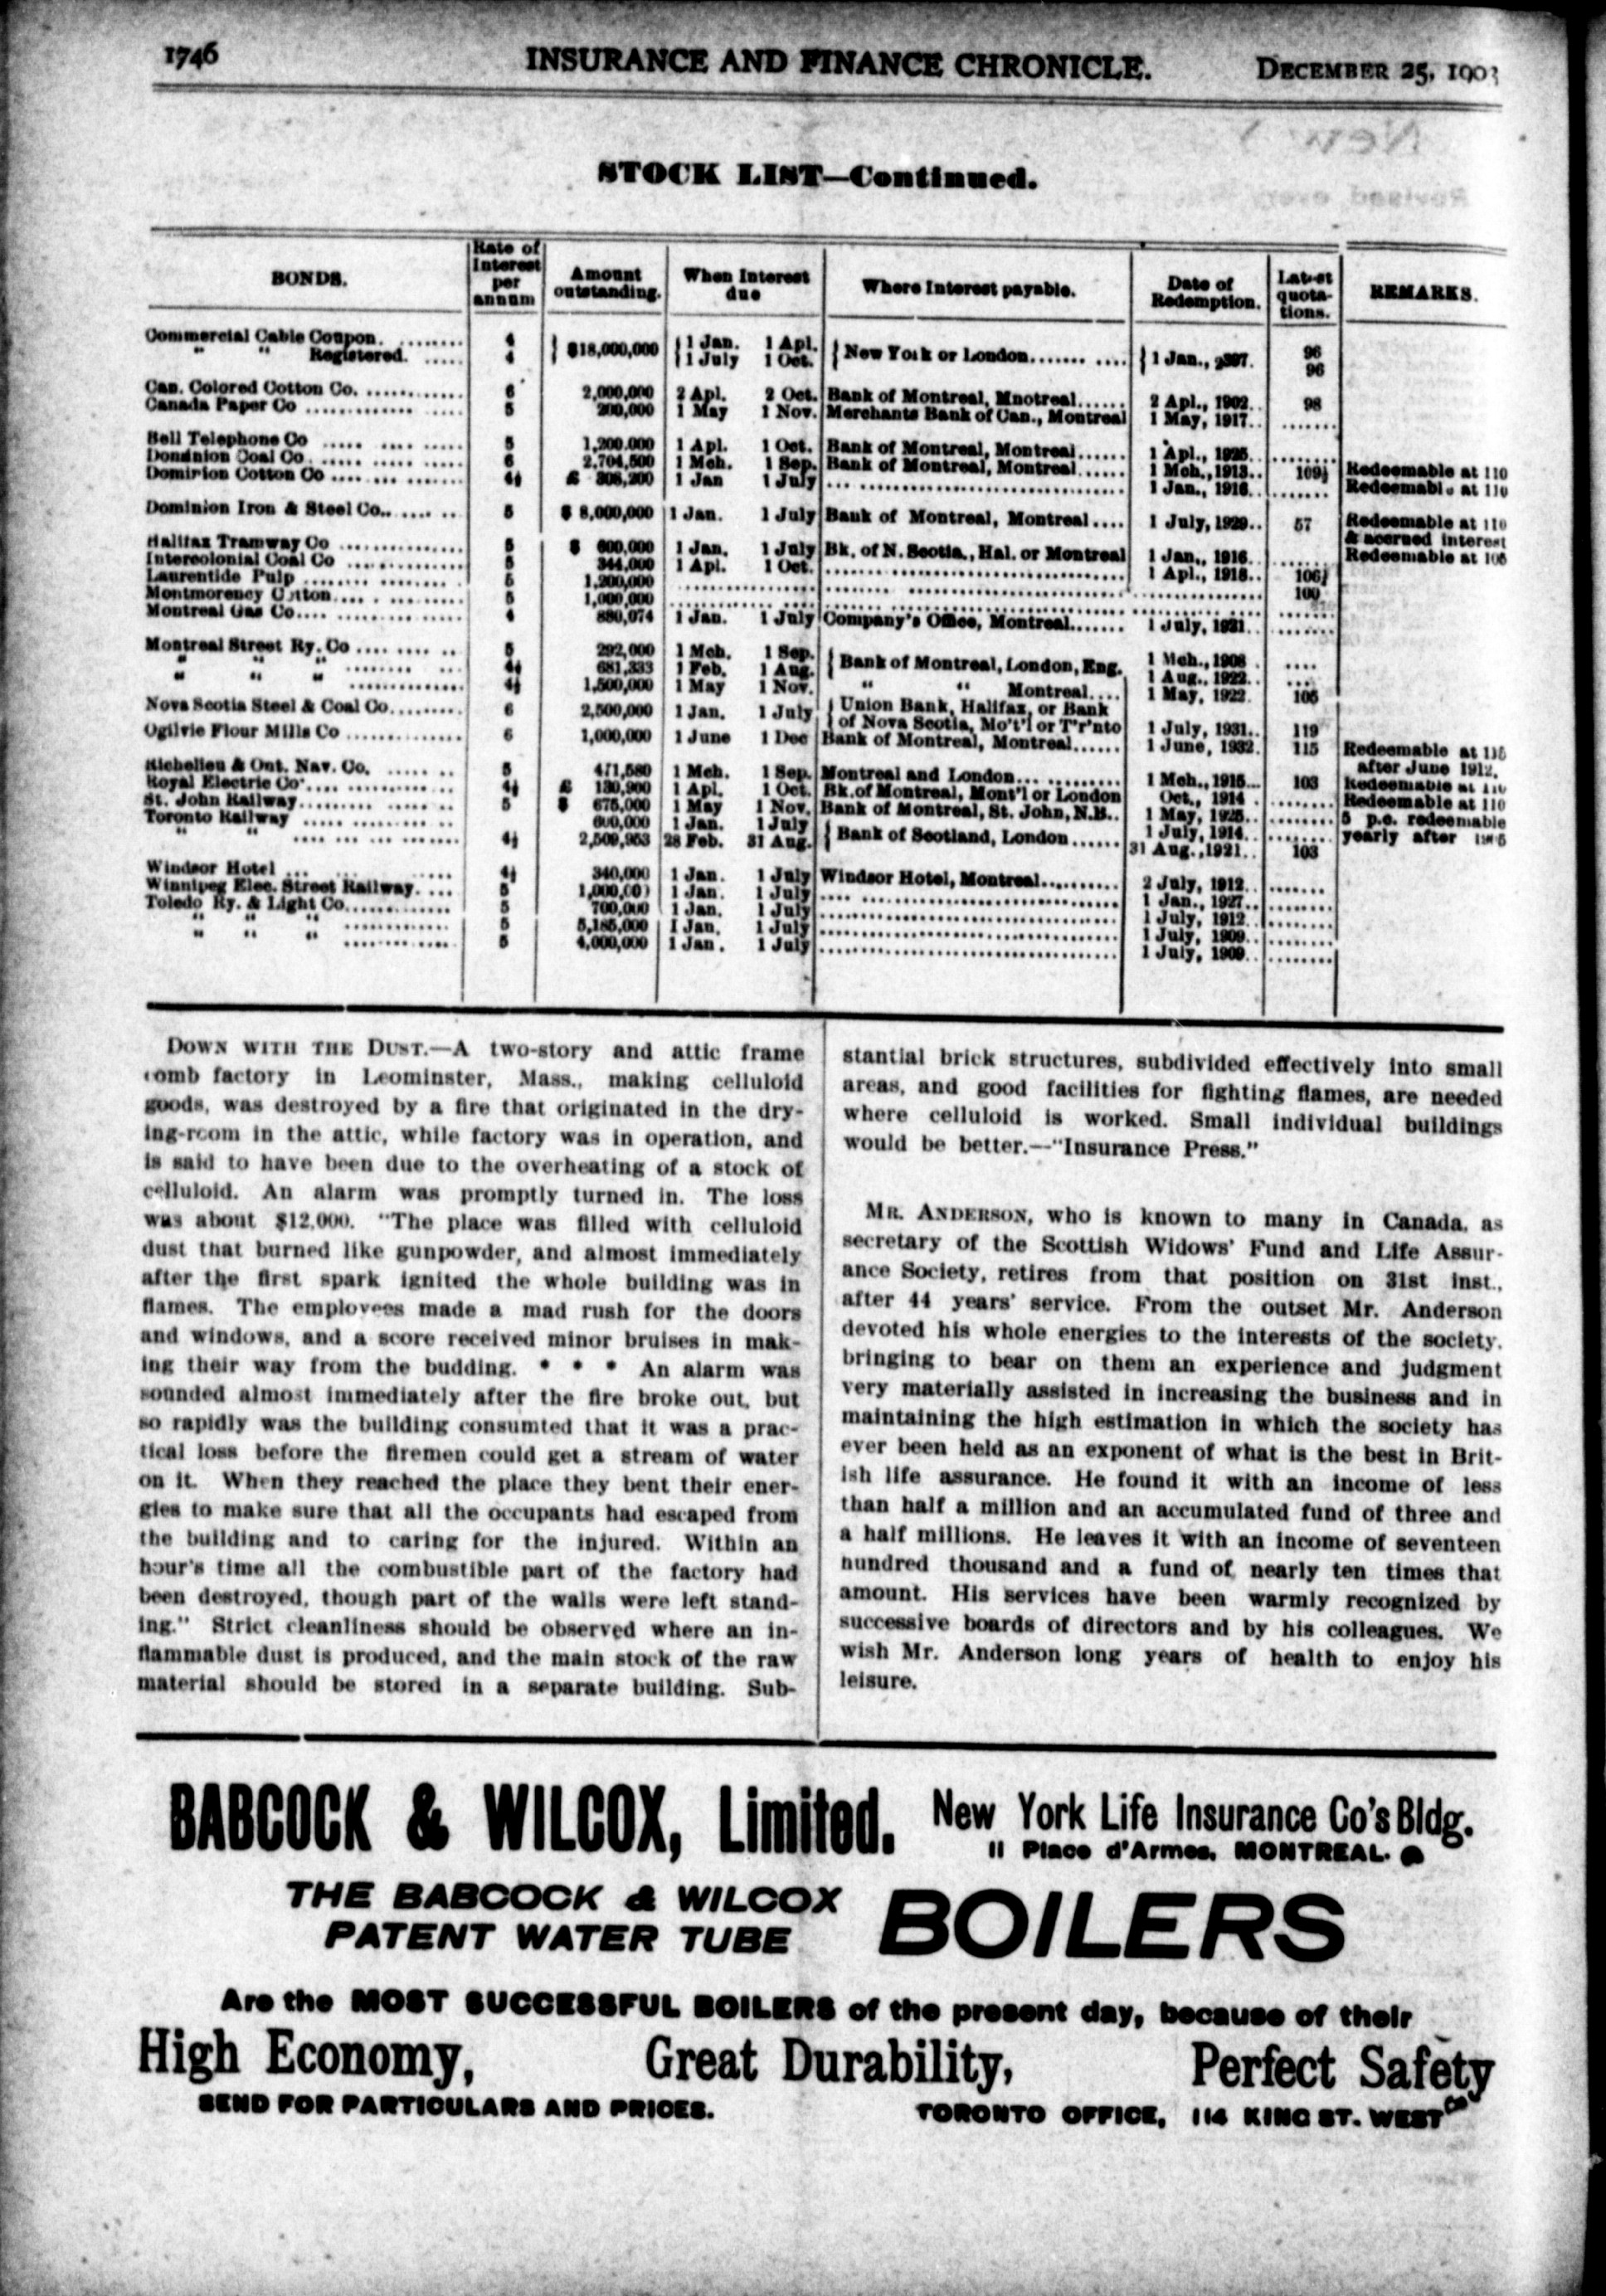 1746 INSURANCE AND FINANCE CHRONICLE. DECEMBER 25, 1903
STOCK LIST—Continued.
BONDS. Rate of Interest per annum Amount outstanding. When Interest due Where Interest payable. Date of Redemption. Latest quotations. REMARKS.
Commercial Cable Coupon. 4 $18,000,000 1 Jan. 1 Apl. New York or London 1 Jan., 2397. 96
" " Registered. 4 1 July 1 Oct. 96
Can. Colored Cotton Co. 6 2,000,000 2 Apl. 2 Oct. Bank of Montreal, Mnotreal 2 Apl., 1902 98
Canada Paper Co 5 200,000 1 May 1 Nov. Merchants Bank of Can., Montreal 1 May, 1917
Bell Telephone Co 5 1,200,000 1 Apl. 1 Oct. Bank of Montreal, Montreal 1 Apl., 1925
Dominion Coal Co 6 2,704,500 1 Mch. 1 Sep. Bank of Montreal, Montreal 1 Mch., 1913 109½ Redeemable at 110
Dominion Cotton Co 4½ £ 308,200 1 Jan 1 July 1 Jan., 1916 Redeemable at 110
Dominion Iron & Steel Co. 5 $ 8,000,000 1 Jan. 1 July Bank of Montreal, Montreal 1 July, 1929 57 Redeemable at 110
& accrued interest
Halifax Tramway Co 5 $ 600,000 1 Jan. 1 July Bk. of N. Scotia., Hal. or Montreal 1 Jan., 1916 Redeemable at 105
Intercolonial Coal Co 5 344,000 1 Apl. 1 Oct. 1 Apl., 1918
Laurentide Pulp 5 1,200,000
Montmorency Cotton 5 1,000,000 100
Montreal Gas Co 4 880,074 1 Jan. 1 July Company's Office, Montreal 1 July, 1921
Montreal Street Ry. Co 5 292,000 1 Mch. 1 Sep. Bank of Montreal, London, Eng. 1 Mch., 1908
" " " 4½ 681,333 1 Feb. 1 Aug. 1 Aug., 1922
" " " 4½ 1,500,000 1 May 1 Nov. " " Montreal 1 May, 1922 105
Nova Scotia Steel & Coal Co 6 2,500,000 1 Jan. 1 July Union Bank, Halifax, or Bank
of Nova Scotia, Mo't'l or T'r'nto 1 July, 1931 119
Ogilvie Flour Mills Co 6 1,000,000 1 June 1 Dec Bank of Montreal, Montreal 1 June, 1932 115 Redeemable at 115
after June 1912.
Richelieu & Ont. Nav. Co. 5 471,580 1 Mch. 1 Sep. Montreal and London 1 Mch., 1915 103 Redeemable at 110
Royal Electric Co 4½ £ 130,900 1 Apl. 1 Oct. Bk. of Montreal, Mont'l or London Oct., 1914 Redeemable at 110
St. John Railway 5 $ 675,000 1 May 1 Nov. Bank of Montreal, St. John, N.B. 1 May, 1925 5 p.c. redeemable
Toronto Railway 600,000 1 Jan. 1 July Bank of Scotland, London 1 July, 1914 yearly after 1905
" " 4½ 2,509,953 28 Feb. 31 Aug. 31 Aug., 1921 103
Windsor Hotel 4½ 340,000 1 Jan. 1 July Windsor Hotel, Montreal 2 July, 1912
Winnipeg Elec. Street Railway 5 1,000,000 1 Jan. 1 July 1 Jan., 1927
Toledo Ry. & Light Co 5 700,000 1 Jan. 1 July 1 July, 1912
" " " 5 5,185,000 1 Jan. 1 July 1 July, 1909
" " " 5 4,000,000 1 Jan. 1 July 1 July, 1909
DOWN WITH THE DUST.—A two-story and attic frame
comb factory in Leominster, Mass., making celluloid
goods, was destroyed by a fire that originated in the dry-
ing-room in the attic, while factory was in operation, and
is said to have been due to the overheating of a stock of
celluloid. An alarm was promptly turned in. The loss
was about $12,000. "The place was filled with celluloid
dust that burned like gunpowder, and almost immediately
after the first spark ignited the whole building was in
flames. The employees made a mad rush for the doors
and windows, and a score received minor bruises in mak-
ing their way from the budding. * * * An alarm was
sounded almost immediately after the fire broke out, but
so rapidly was the building consumted that it was a prac-
tical loss before the firemen could get a stream of water
on it. When they reached the place they bent their ener-
gies to make sure that all the occupants had escaped from
the building and to caring for the injured. Within an
hour's time all the combustible part of the factory had
been destroyed, though part of the walls were left stand-
ing." Strict cleanliness should be observed where an in-
flammable dust is produced, and the main stock of the raw
material should be stored in a separate building. Sub-
stantial brick structures, subdivided effectively into small
areas, and good facilities for fighting flames, are needed
where celluloid is worked. Small individual buildings
would be better.—"Insurance Press."
MR. ANDERSON, who is known to many in Canada, as
secretary of the Scottish Widows' Fund and Life Assur-
ance Society, retires from that position on 31st inst.,
after 44 years' service. From the outset Mr. Anderson
devoted his whole energies to the interests of the society.
bringing to bear on them an experience and judgment
very materially assisted in increasing the business and in
maintaining the high estimation in which the society has
ever been held as an exponent of what is the best in Brit-
ish life assurance. He found it with an income of less
than half a million and an accumulated fund of three and
a half millions. He leaves it with an income of seventeen
hundred thousand and a fund of nearly ten times that
amount. His services have been warmly recognized by
successive boards of directors and by his colleagues. We
wish Mr. Anderson long years of health to enjoy his
leisure.
BABCOCK & WILCOX, Limited. New York Life Insurance Co's Bldg.
11 Place d'Armes, MONTREAL.
THE BABCOCK & WILCOX
PATENT WATER TUBE BOILERS
Are the MOST SUCCESSFUL BOILERS of the present day, because of their
High Economy, Great Durability, Perfect Safety
SEND FOR PARTICULARS AND PRICES. TORONTO OFFICE, 114 KING ST. WEST